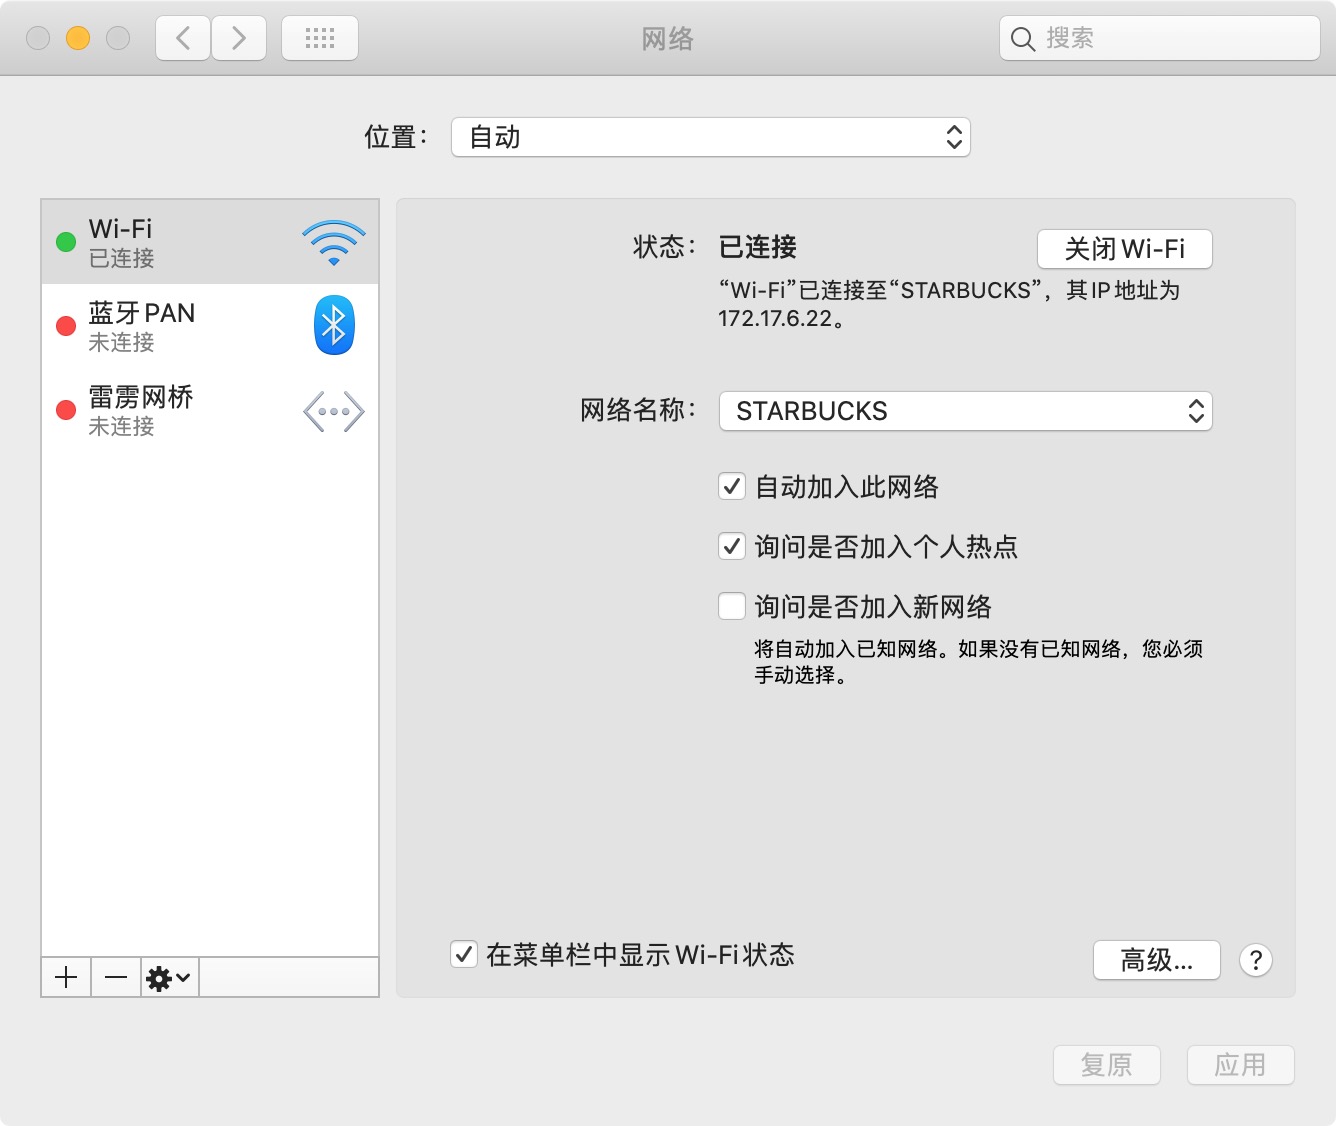 网络
搜索
位置：
自动
Wi-Fi
已连接
蓝牙 PAN
未连接
雷雳网桥
未连接
状态：
已连接
关闭 Wi-Fi
“Wi-Fi”已连接至“STARBUCKS”，其 IP 地址为
172.17.6.22。
网络名称：
STARBUCKS
自动加入此网络
询问是否加入个人热点
询问是否加入新网络
将自动加入已知网络。如果没有已知网络，您必须
手动选择。
在菜单栏中显示 Wi-Fi 状态
高级...
?
复原
应用